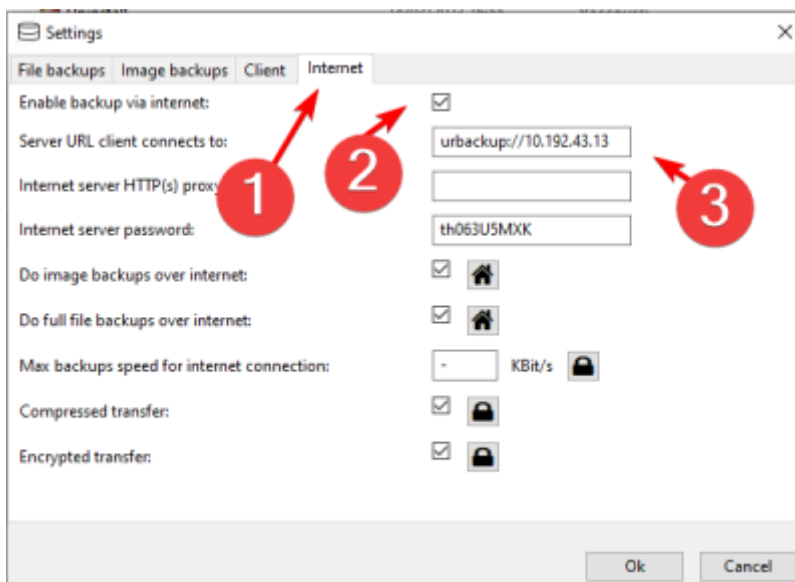 Settings
File backups Image backups Client Internet
Enable backup via internet:
Server URL client connects to: urbackup://10.192.43.13
Internet server HTTP(s) proxy
Internet server password: th063U5MXK
Do image backups over internet:
Do full file backups over internet:
Max backups speed for internet connection: - KBit/s
Compressed transfer:
Encrypted transfer:
1
2
3
Ok Cancel